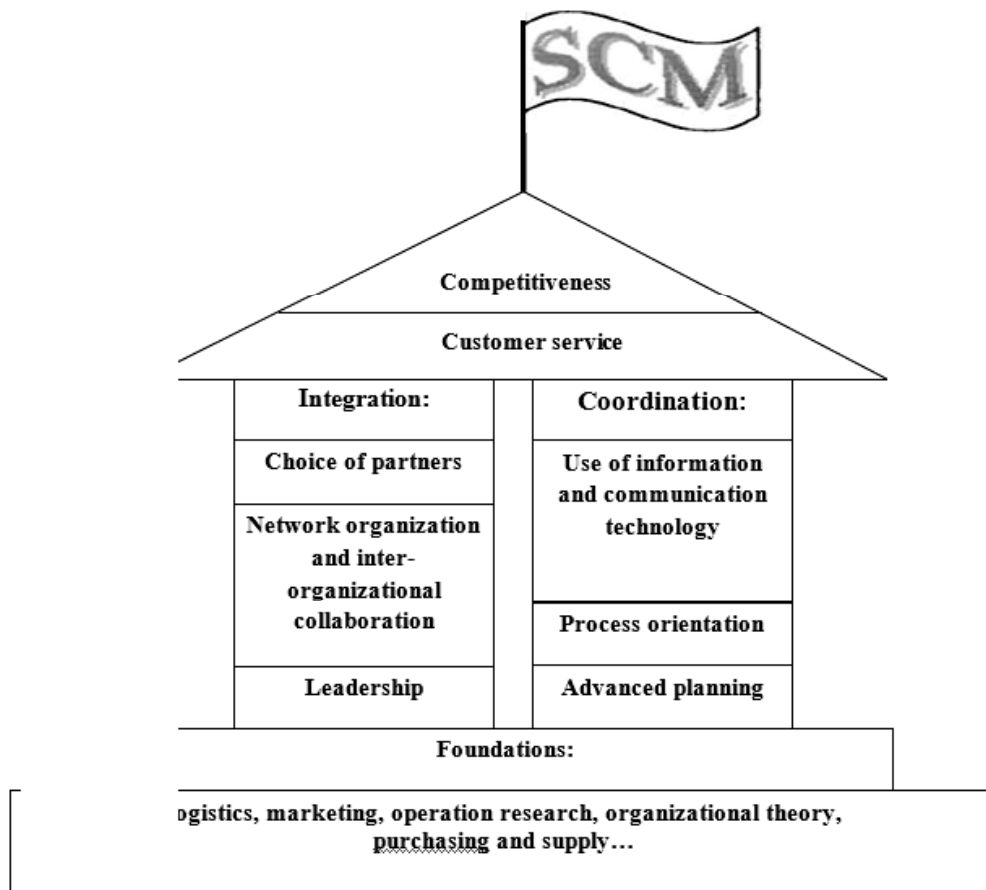 SCM
Competitiveness
Customer service
Integration:
Choice of partners
Network organization
and inter-
organizational
collaboration
Leadership
Coordination:
Use of information
and communication
technology
Process orientation
Advanced planning
Foundations:
ogistics, marketing, operation research, organizational theory,
purchasing and supply…